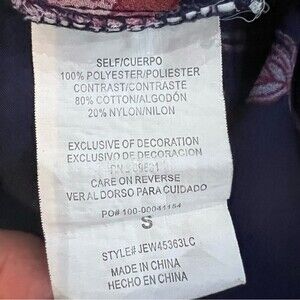 SELF/CUERPO
100% POLYESTER/POLIESTER
CONTRAST/CONTRASTE
80% COTTON/ALGODÓN
20% NYLON/NILON
EXCLUSIVE OF DECORATION
EXCLUSIVO DE DECORACION
CARE ON REVERSE
VER AL DORSO PARA CUIDADO
PO# 100-00041154
S
STYLE# JEW45363LC
MADE IN CHINA
HECHO EN CHINA